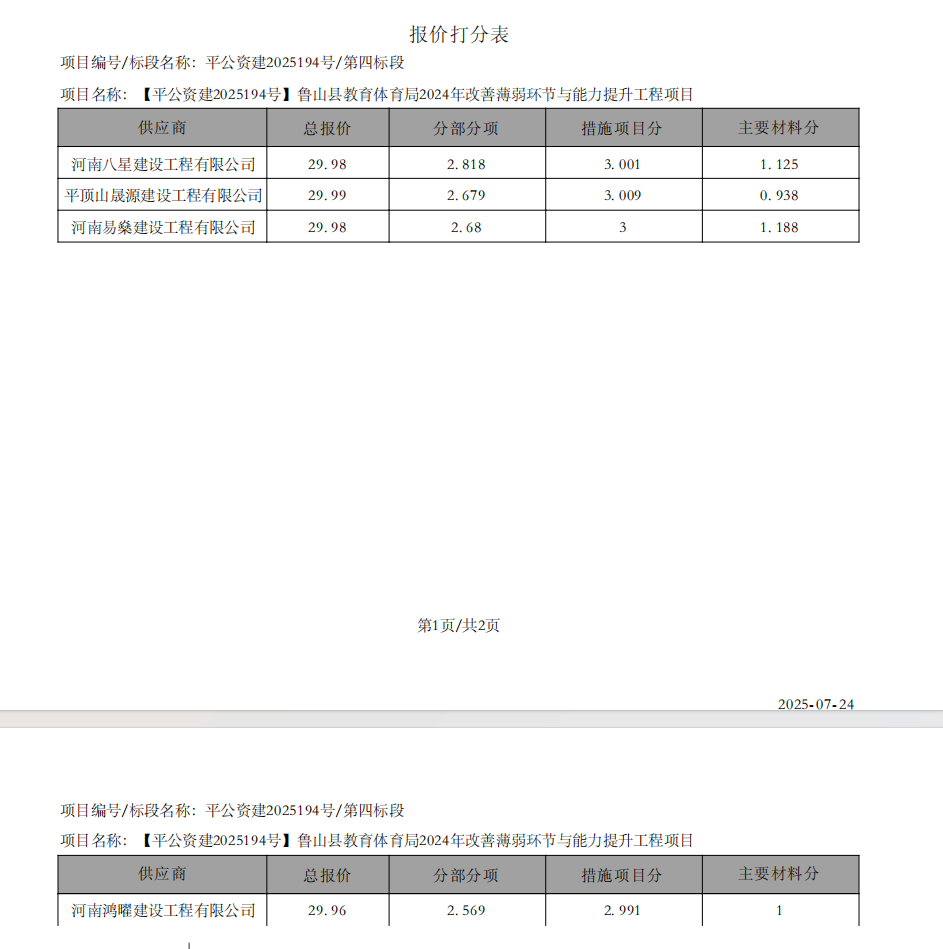 报价打分表
项目编号/标段名称：平公资建2025194号/第四标段
项目名称：【平公资建2025194号】鲁山县教育体育局2024年改善薄弱环节与能力提升工程项目
供应商 总报价 分部分项 措施项目分 主要材料分
河南八星建设工程有限公司 29.98 2.818 3.001 1.125
平顶山晟源建设工程有限公司 29.99 2.679 3.009 0.938
河南易燊建设工程有限公司 29.98 2.68 3 1.188
第1页/共2页
2025-07-24
项目编号/标段名称：平公资建2025194号/第四标段
项目名称：【平公资建2025194号】鲁山县教育体育局2024年改善薄弱环节与能力提升工程项目
供应商 总报价 分部分项 措施项目分 主要材料分
河南鸿曜建设工程有限公司 29.96 2.569 2.991 1